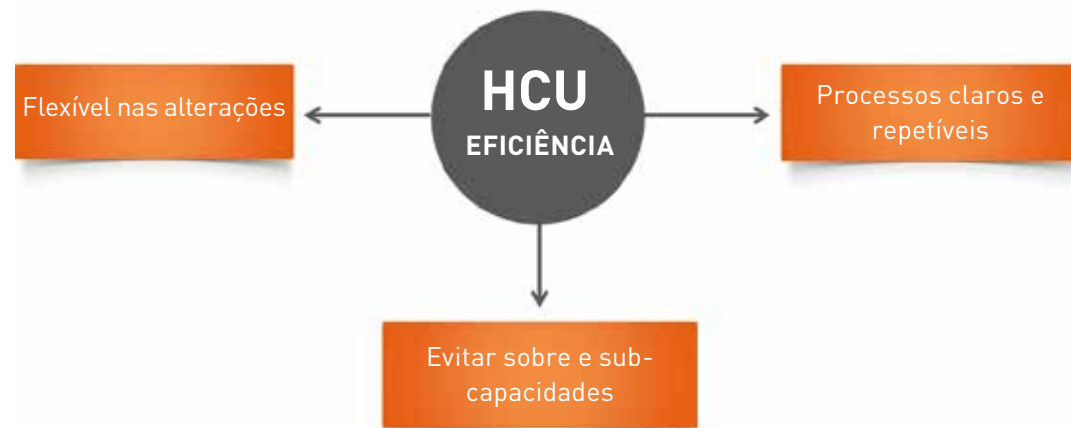 HCU
EFICIÊNCIA
Flexível nas alterações
Processos claros e
repetíveis
Evitar sobre e sub-
capacidades